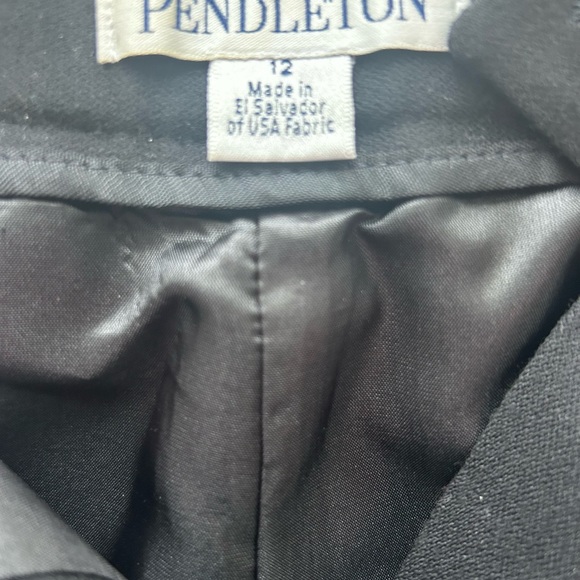 PENDLETON
12
Made in
El Salvador
of USA Fabric